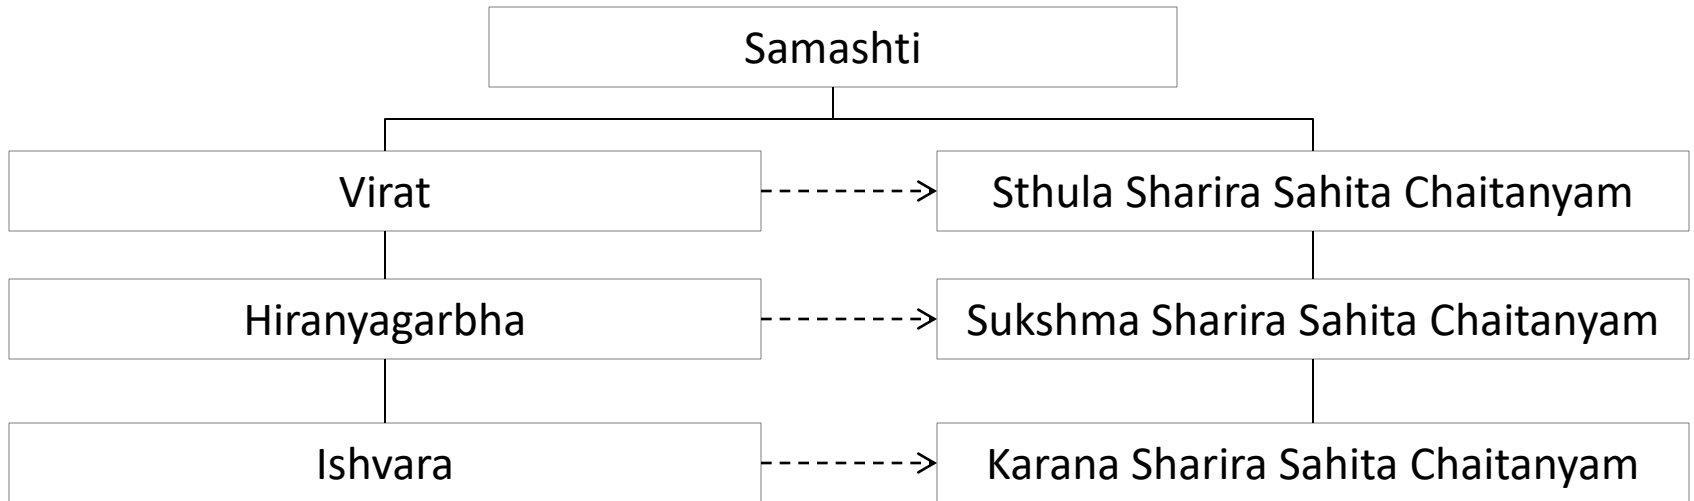 Samashti
Virat
Sthula Sharira Sahita Chaitanyam
Hiranyagarbha
Sukshma Sharira Sahita Chaitanyam
Ishvara
Karana Sharira Sahita Chaitanyam